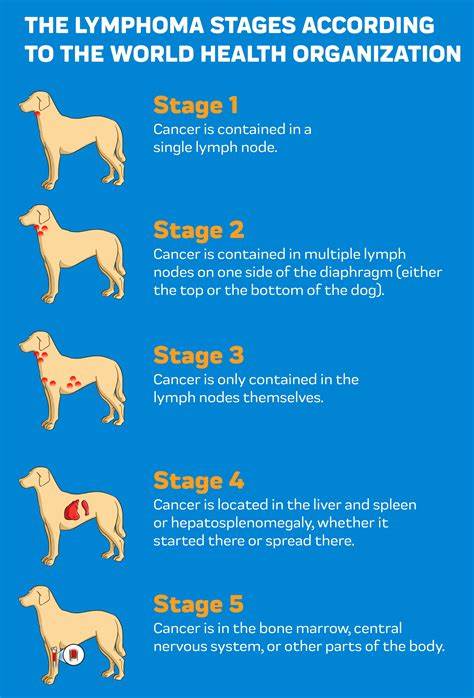 THE LYMPHOMA STAGES ACCORDING
TO THE WORLD HEALTH ORGANIZATION
Stage 1
Cancer is contained in a
single lymph node.
Stage 2
Cancer is contained in multiple lymph
nodes on one side of the diaphragm (either
the top or the bottom of the dog).
Stage 3
Cancer is only contained in the
lymph nodes themselves.
Stage 4
Cancer is located in the liver and spleen
or hepatosplenomegaly, whether it
started there or spread there.
Stage 5
Cancer is in the bone marrow, central
nervous system, or other parts of the body.